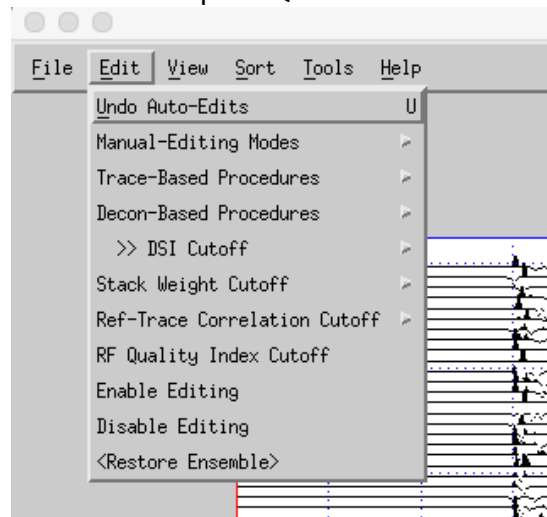 File Edit View Sort Tools Help
Undo Auto-Edits U
Manual-Editing Modes
Trace-Based Procedures
Decon-Based Procedures
>> DSI Cutoff
Stack Weight Cutoff
Ref-Trace Correlation Cutoff
RF Quality Index Cutoff
Enable Editing
Disable Editing
<Restore Ensemble>